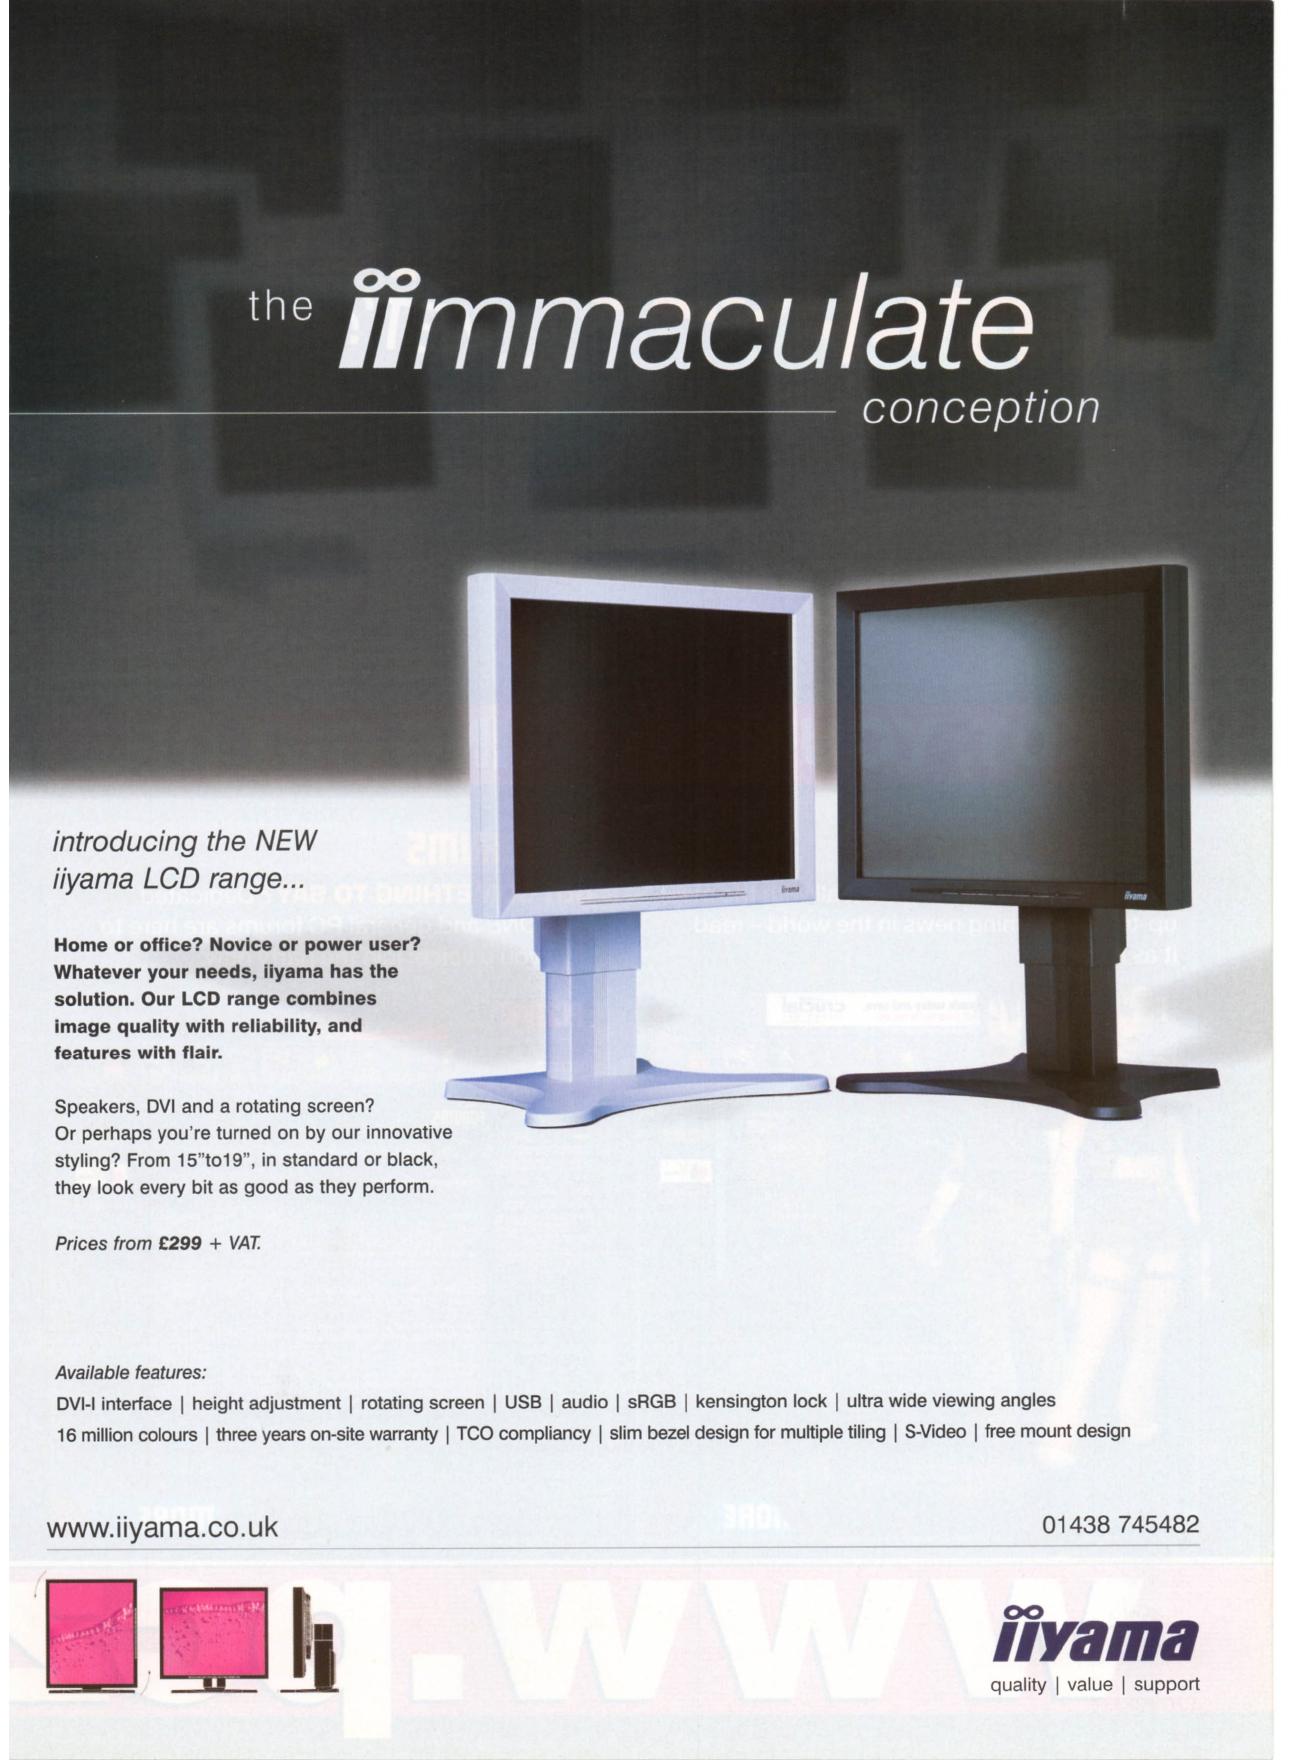 the iimmaculate
conception
iiyama
iiyama
introducing the NEW
iiyama LCD range...
Home or office? Novice or power user?
Whatever your needs, iiyama has the
solution. Our LCD range combines
image quality with reliability, and
features with flair.
Speakers, DVI and a rotating screen?
Or perhaps you're turned on by our innovative
styling? From 15"to19", in standard or black,
they look every bit as good as they perform.
Prices from £299 + VAT.
Available features:
DVI-I interface | height adjustment | rotating screen | USB | audio | sRGB | kensington lock | ultra wide viewing angles
16 million colours | three years on-site warranty | TCO compliancy | slim bezel design for multiple tiling | S-Video | free mount design
www.iiyama.co.uk
01438 745482
iiyama
quality | value | support